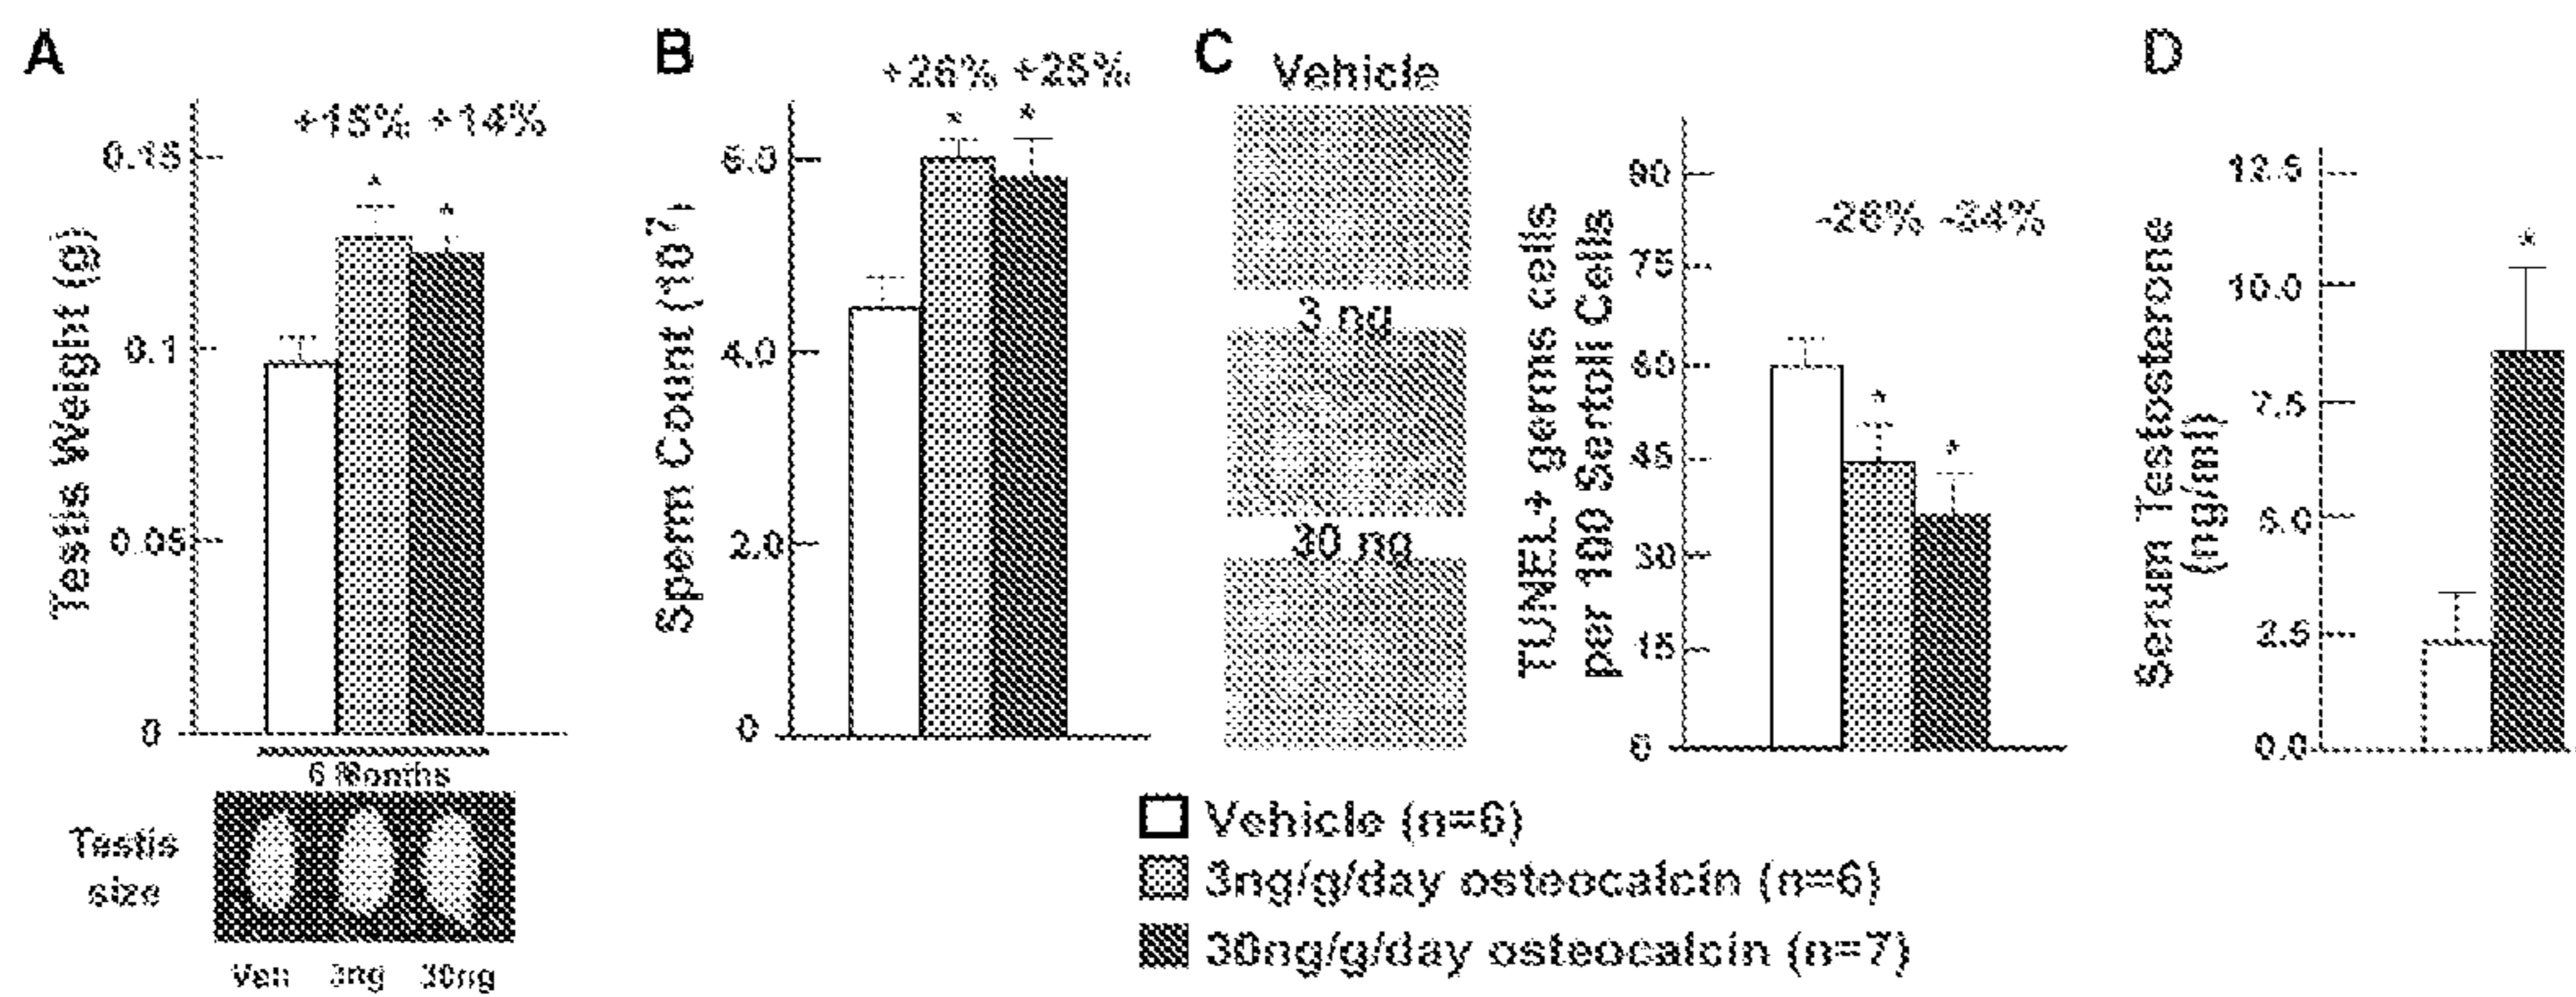 A
+15% +14%
0.15
0.1
0.05
0
Testis Weight (g)
*
*
6 Months
Testis
size
Veh 3ng 30ng
B
+26% +25%
6.0
4.0
2.0
0
Sperm Count (10^7)
*
*
C
Vehicle
3 ng
30 ng
TUNEL+ germs cells
per 100 Sertoli Cells
90
75
60
45
30
15
0
-26% -34%
*
*
D
Serum Testosterone
(ng/ml)
12.5
10.0
7.5
5.0
2.5
0.0
*
Vehicle (n=6)
3ng/g/day osteocalcin (n=6)
30ng/g/day osteocalcin (n=7)